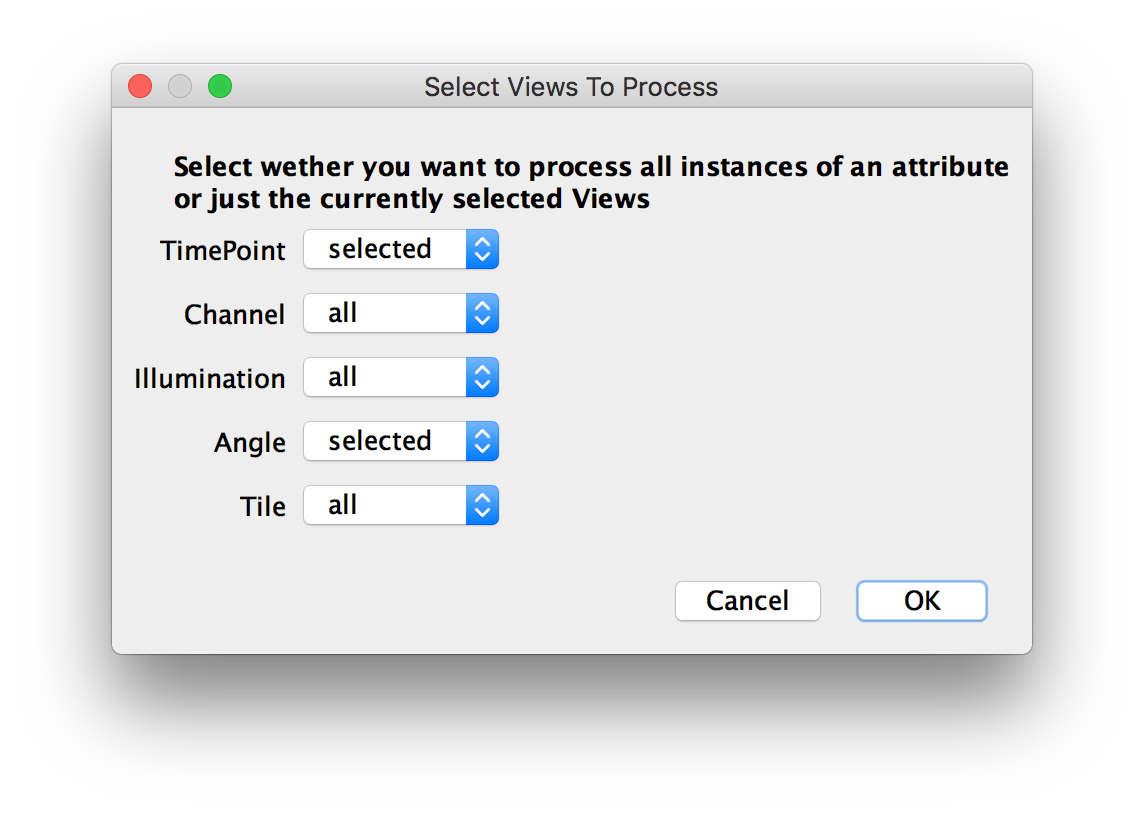 Select Views To Process
Select wether you want to process all instances of an attribute
or just the currently selected Views
TimePoint selected
Channel all
Illumination all
Angle selected
Tile all
Cancel OK